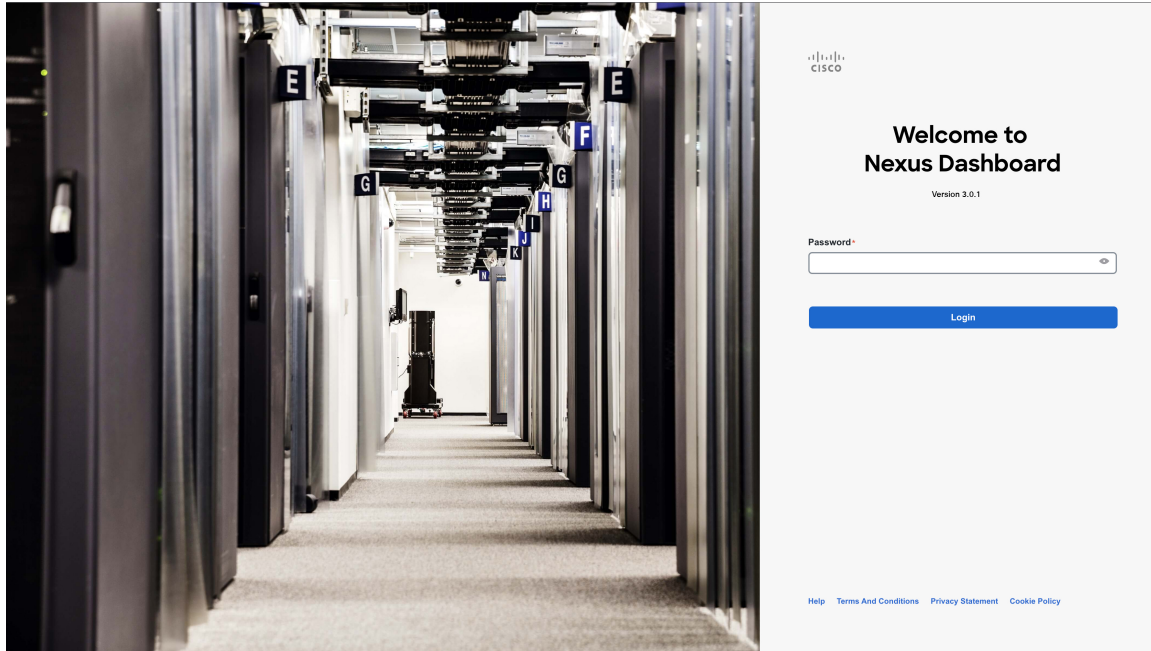 E
E
F
G
G
H
I
J
K
N
CISCO
Welcome to
Nexus Dashboard
Version 3.0.1
Password*
Login
Help Terms And Conditions Privacy Statement Cookie Policy